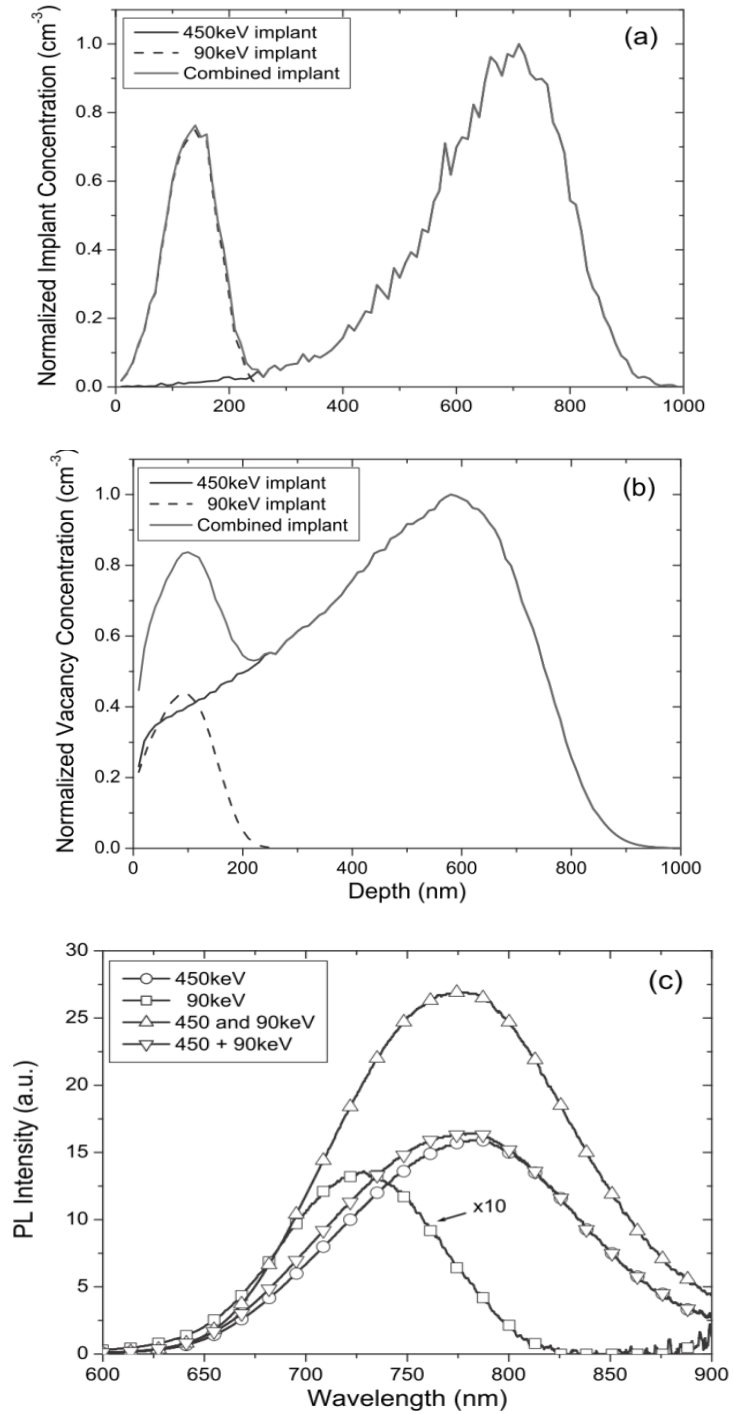 (a)
450keV implant
90keV implant
Combined implant
Normalized Implant Concentration (cm-3)
1.0
0.8
0.6
0.4
0.2
0.0
0 200 400 600 800 1000
(b)
450keV implant
90keV implant
Combined implant
Normalized Vacancy Concentration (cm-3)
1.0
0.8
0.6
0.4
0.2
0.0
0 200 400 600 800 1000
Depth (nm)
(c)
450keV
90keV
450 and 90keV
450 + 90keV
x10
PL Intensity (a.u.)
30
25
20
15
10
5
0
600 650 700 750 800 850 900
Wavelength (nm)